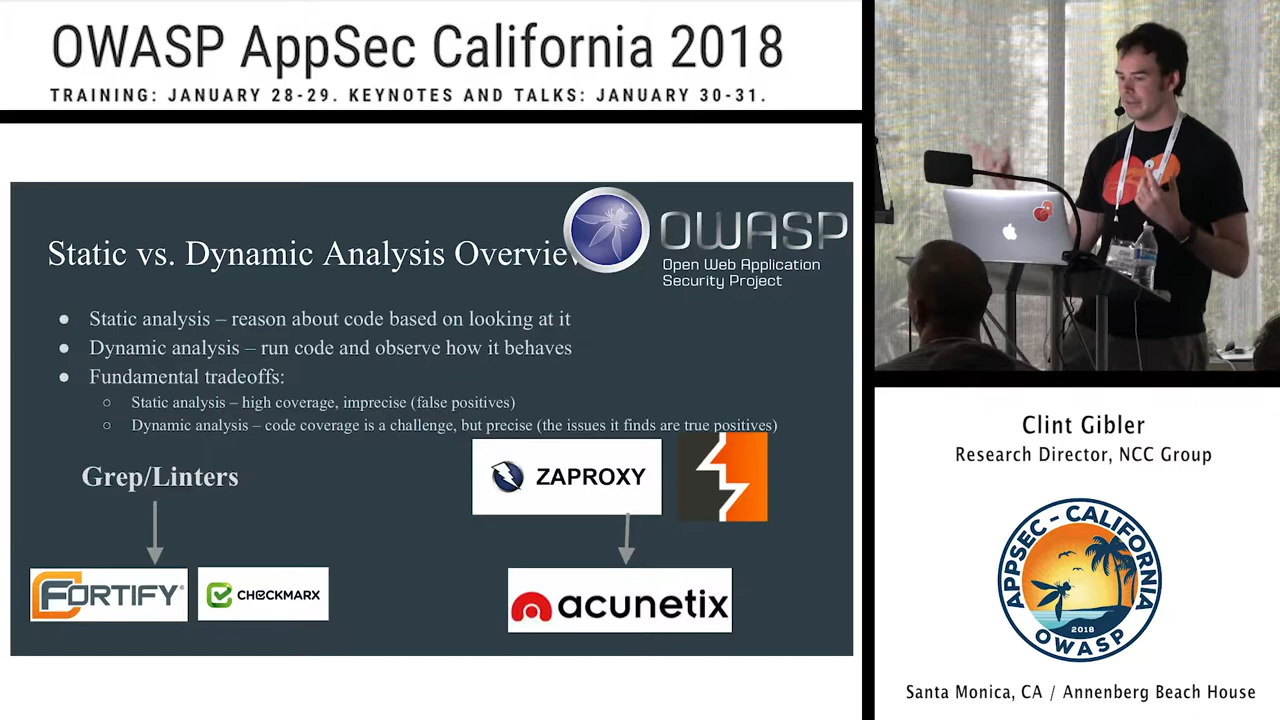 OWASP AppSec California 2018
TRAINING: JANUARY 28-29. KEYNOTES AND TALKS: JANUARY 30-31.
OWASP
Open Web Application
Security Project
Static vs. Dynamic Analysis Overview
● Static analysis – reason about code based on looking at it
● Dynamic analysis – run code and observe how it behaves
● Fundamental tradeoffs:
○ Static analysis – high coverage, imprecise (false positives)
○ Dynamic analysis – code coverage is a challenge, but precise (the issues it finds are true positives)
Grep/Linters
ZAPROXY
FORTIFY
CHECKMARX
acunetix
Clint Gibler
Research Director, NCC Group
APPSEC - CALIFORNIA
2018
OWASP
Santa Monica, CA / Annenberg Beach House